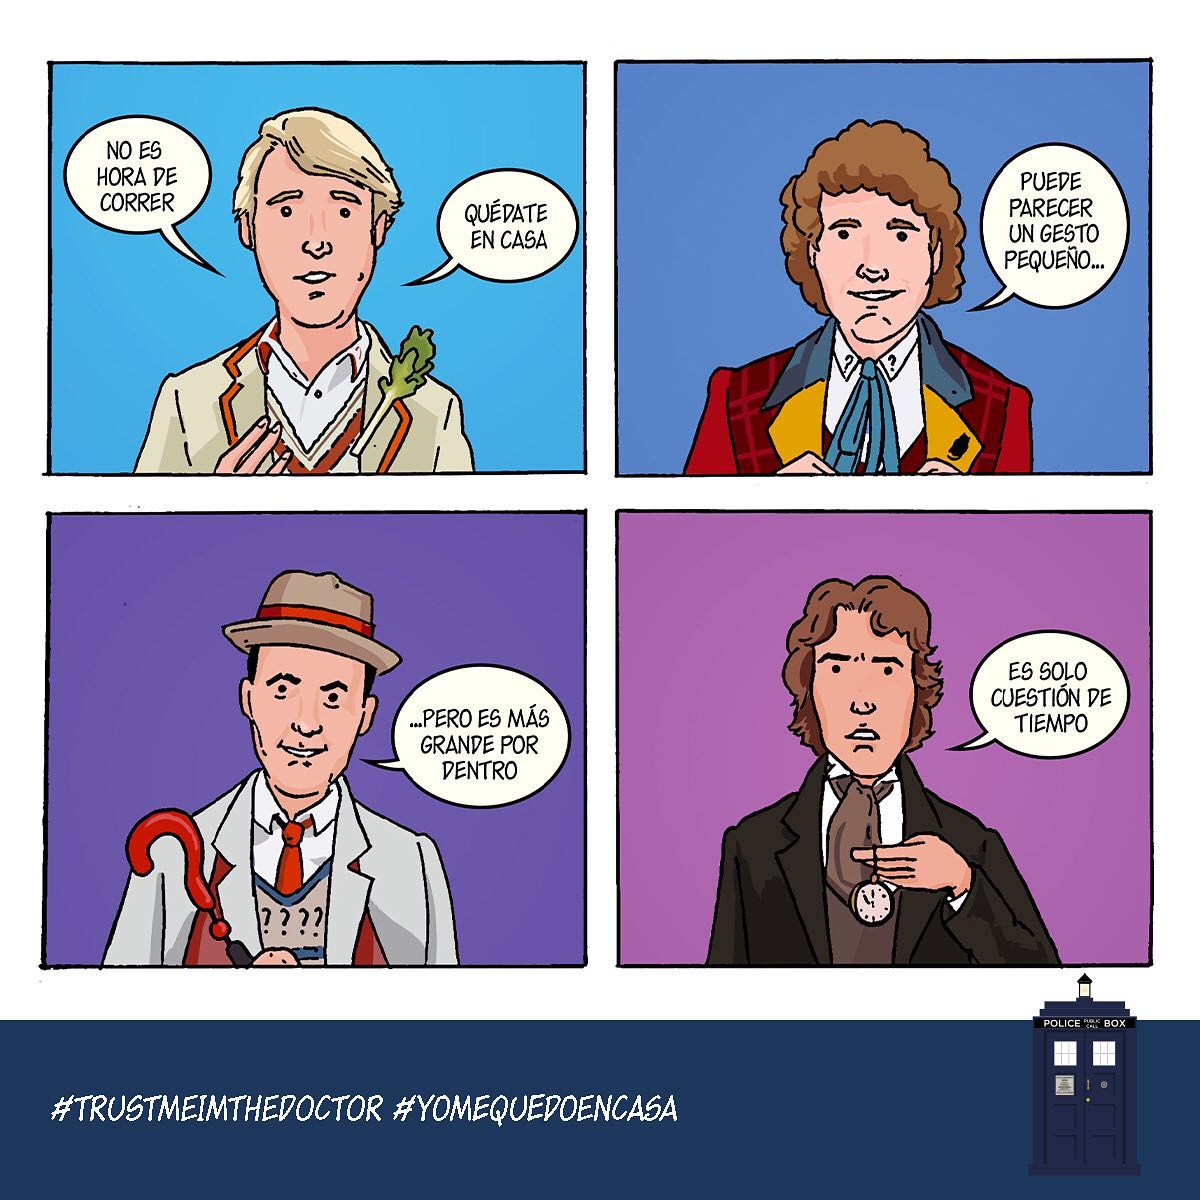 NO ES
HORA DE
CORRER
QUÉDATE
EN CASA
PUEDE
PARECER
UN GESTO
PEQUEÑO...
...PERO ES MÁS
GRANDE POR
DENTRO
ES SOLO
CUESTIÓN DE
TIEMPO
? ?
? ? ? ?
POLICE PUBLIC CALL BOX
#TRUSTMEIMTHEDOCTOR #YOMEQUEDOENCASA